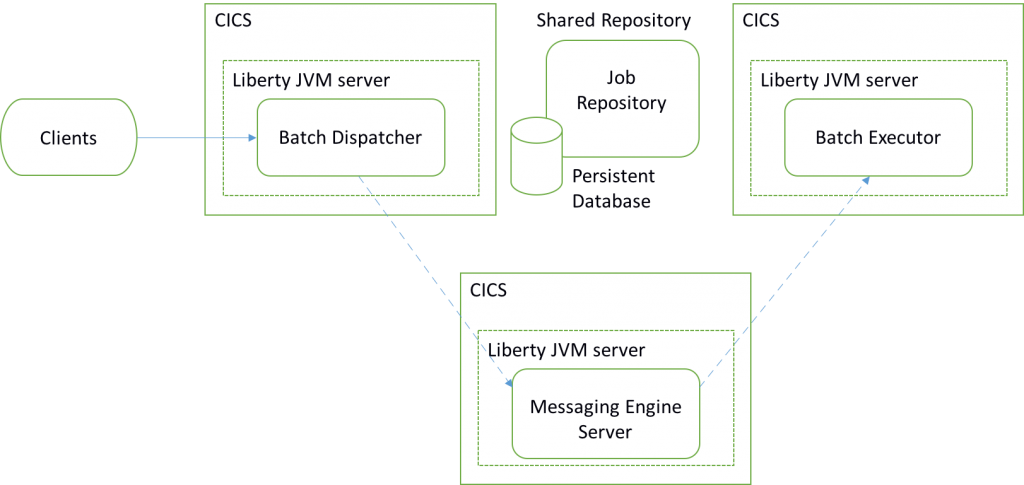 CICS
Liberty JVM server
Batch Dispatcher
Clients
Shared Repository
Job
Repository
Persistent
Database
CICS
Liberty JVM server
Batch Executor
CICS
Liberty JVM server
Messaging Engine
Server